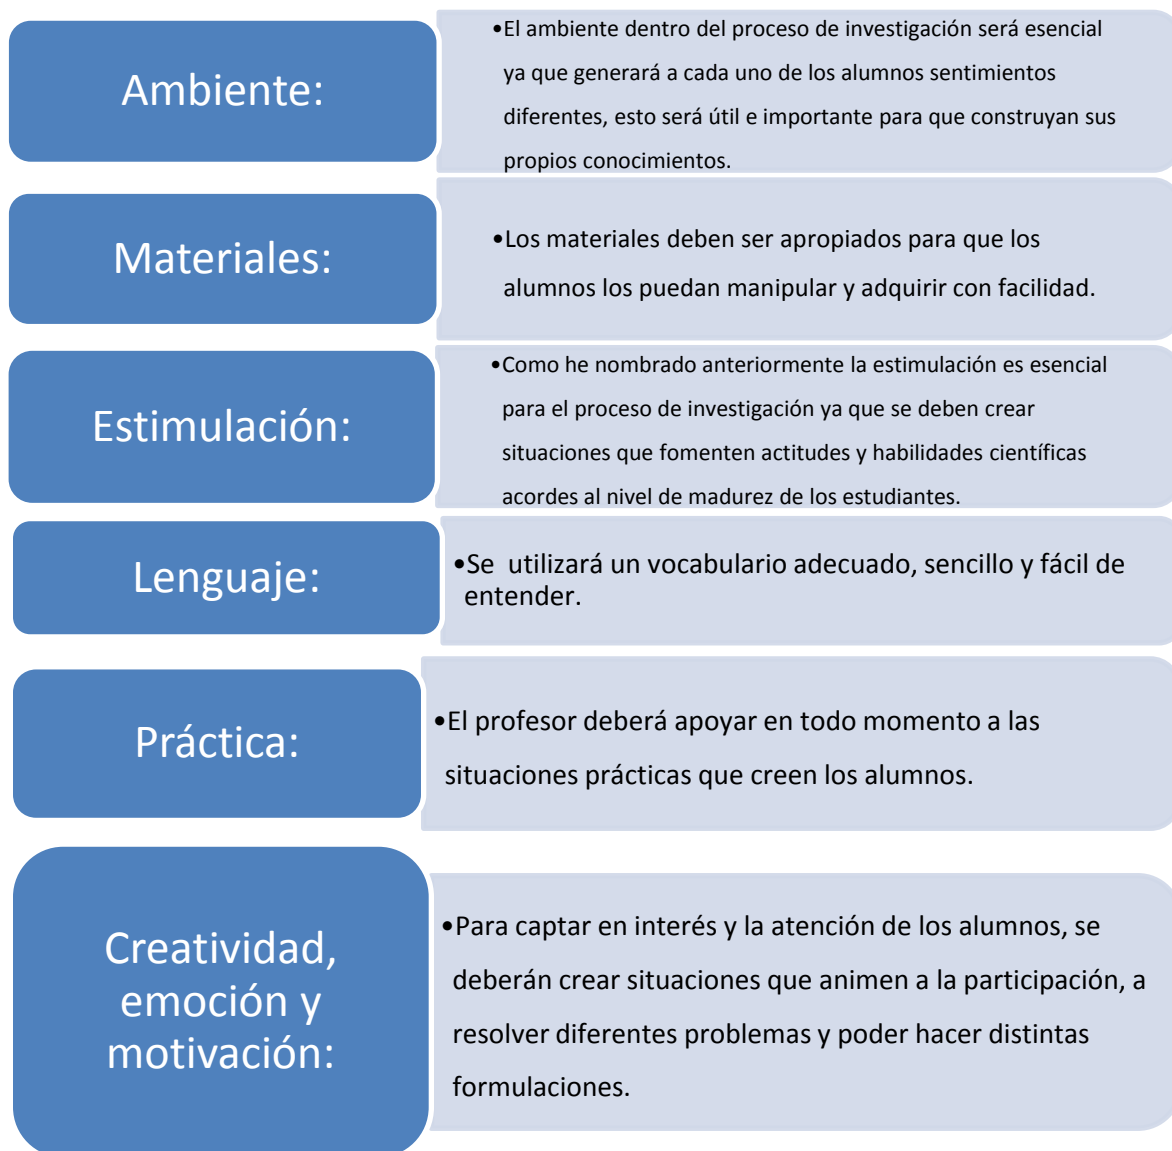 Ambiente:
•El ambiente dentro del proceso de investigación será esencial
ya que generará a cada uno de los alumnos sentimientos
diferentes, esto será útil e importante para que construyan sus
propios conocimientos.
Materiales:
•Los materiales deben ser apropiados para que los
alumnos los puedan manipular y adquirir con facilidad.
Estimulación:
•Como he nombrado anteriormente la estimulación es esencial
para el proceso de investigación ya que se deben crear
situaciones que fomenten actitudes y habilidades científicas
acordes al nivel de madurez de los estudiantes.
Lenguaje:
•Se utilizará un vocabulario adecuado, sencillo y fácil de
entender.
Práctica:
•El profesor deberá apoyar en todo momento a las
situaciones prácticas que creen los alumnos.
Creatividad,
emoción y
motivación:
•Para captar en interés y la atención de los alumnos, se
deberán crear situaciones que animen a la participación, a
resolver diferentes problemas y poder hacer distintas
formulaciones.